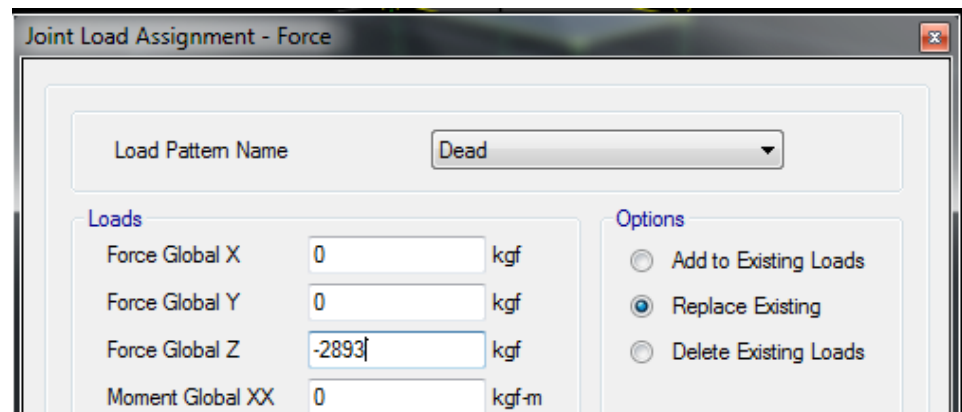 Joint Load Assignment - Force
Load Pattern Name Dead
Loads
Force Global X 0 kgf
Force Global Y 0 kgf
Force Global Z -2893 kgf
Moment Global XX 0 kgf-m
Options
Add to Existing Loads
Replace Existing
Delete Existing Loads